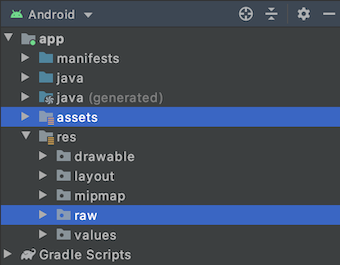 Android
app
manifests
java
java (generated)
assets
res
drawable
layout
mipmap
raw
values
Gradle Scripts